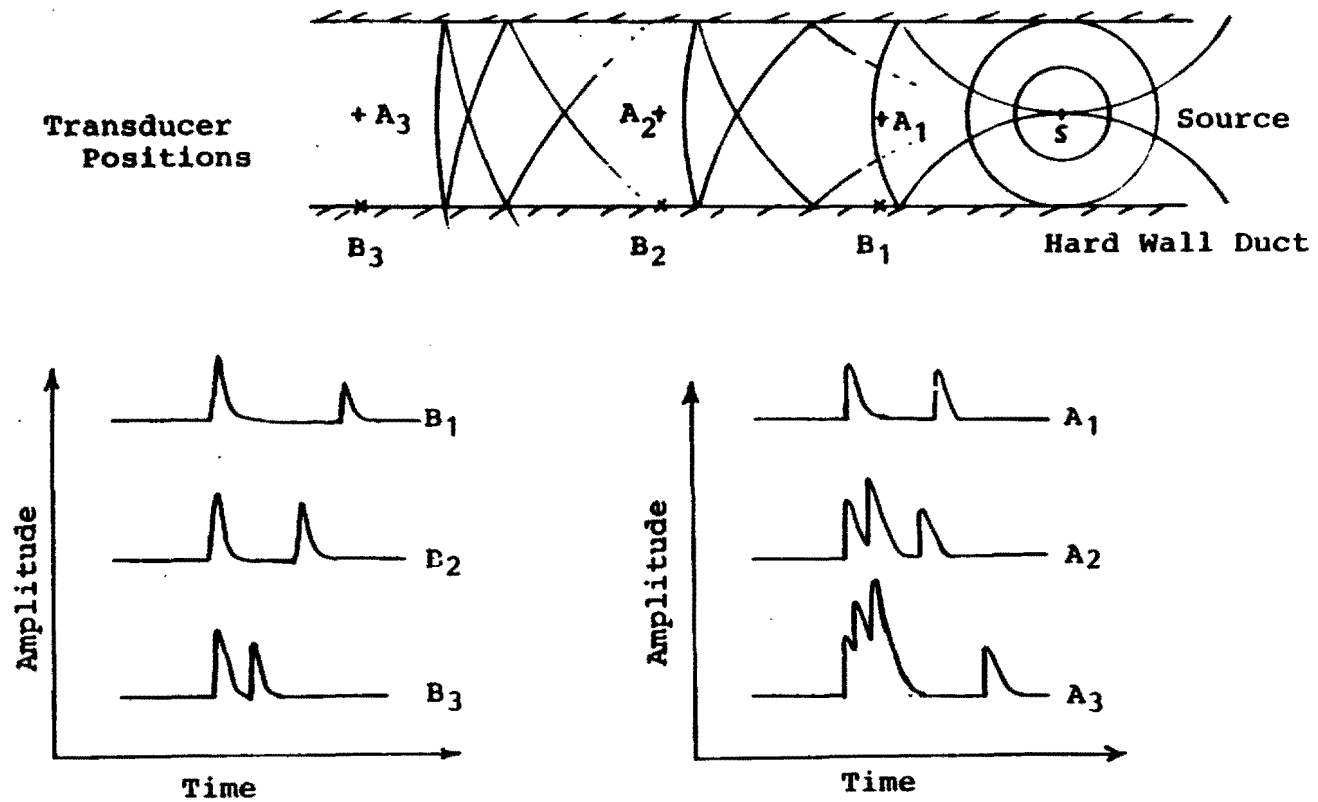 Transducer
Positions
+ A3
A2+
+A1
S
Source
B3
B2
B1
Hard Wall Duct
Amplitude
B1
B2
B3
Time
Amplitude
A1
A2
A3
Time